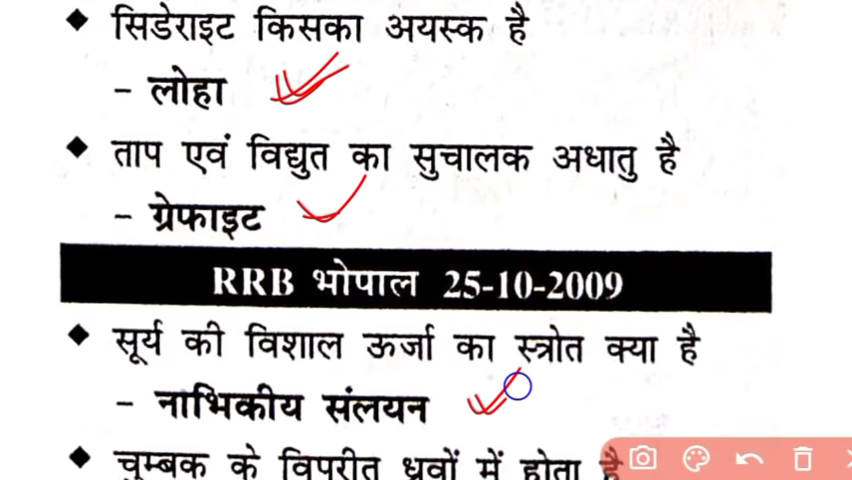 ◆ सिडेराइट किसका अयस्क है
– लोहा
◆ ताप एवं विद्युत का सुचालक अधातु है
– ग्रेफाइट
RRB भोपाल 25-10-2009
◆ सूर्य की विशाल ऊर्जा का स्त्रोत क्या है
– नाभिकीय संलयन
◆ चुम्बक के विपरीत ध्रुवों में होता है